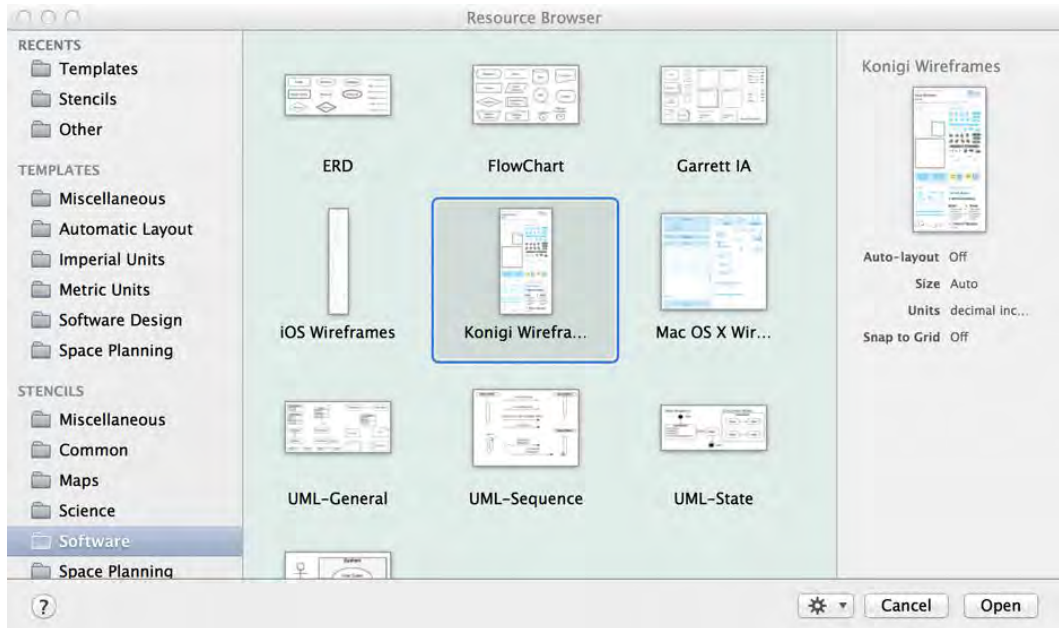 Resource Browser
RECENTS
Templates
Stencils
Other
TEMPLATES
Miscellaneous
Automatic Layout
Imperial Units
Metric Units
Software Design
Space Planning
STENCILS
Miscellaneous
Common
Maps
Science
Software
Space Planning
ERD
FlowChart
Garrett IA
iOS Wireframes
Konigi Wirefra...
Mac OS X Wir...
UML-General
UML-Sequence
UML-State
System
Konigi Wireframes
Auto-layout Off
Size Auto
Units decimal inc...
Snap to Grid Off
?
Cancel
Open